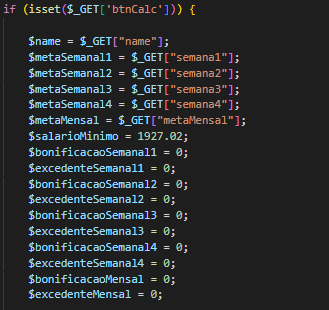 if (isset($_GET['btnCalc'])) {
$name = $_GET["name"];
$metaSemanal1 = $_GET["semana1"];
$metaSemanal2 = $_GET["semana2"];
$metaSemanal3 = $_GET["semana3"];
$metaSemanal4 = $_GET["semana4"];
$metaMensal = $_GET["metaMensal"];
$salarioMinimo = 1927.02;
$bonificacaoSemanal1 = 0;
$excedenteSemanal1 = 0;
$bonificacaoSemanal2 = 0;
$excedenteSemanal2 = 0;
$bonificacaoSemanal3 = 0;
$excedenteSemanal3 = 0;
$bonificacaoSemanal4 = 0;
$excedenteSemanal4 = 0;
$bonificacaoMensal = 0;
$excedenteMensal = 0;